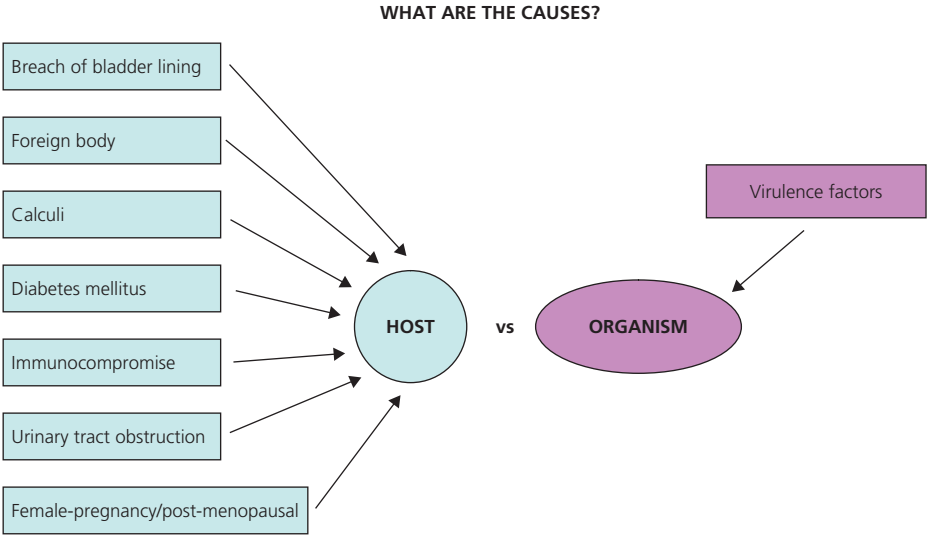 WHAT ARE THE CAUSES?
Breach of bladder lining
Foreign body
Calculi
Diabetes mellitus
Immunocompromise
Urinary tract obstruction
Female-pregnancy/post-menopausal
HOST
vs
ORGANISM
Virulence factors